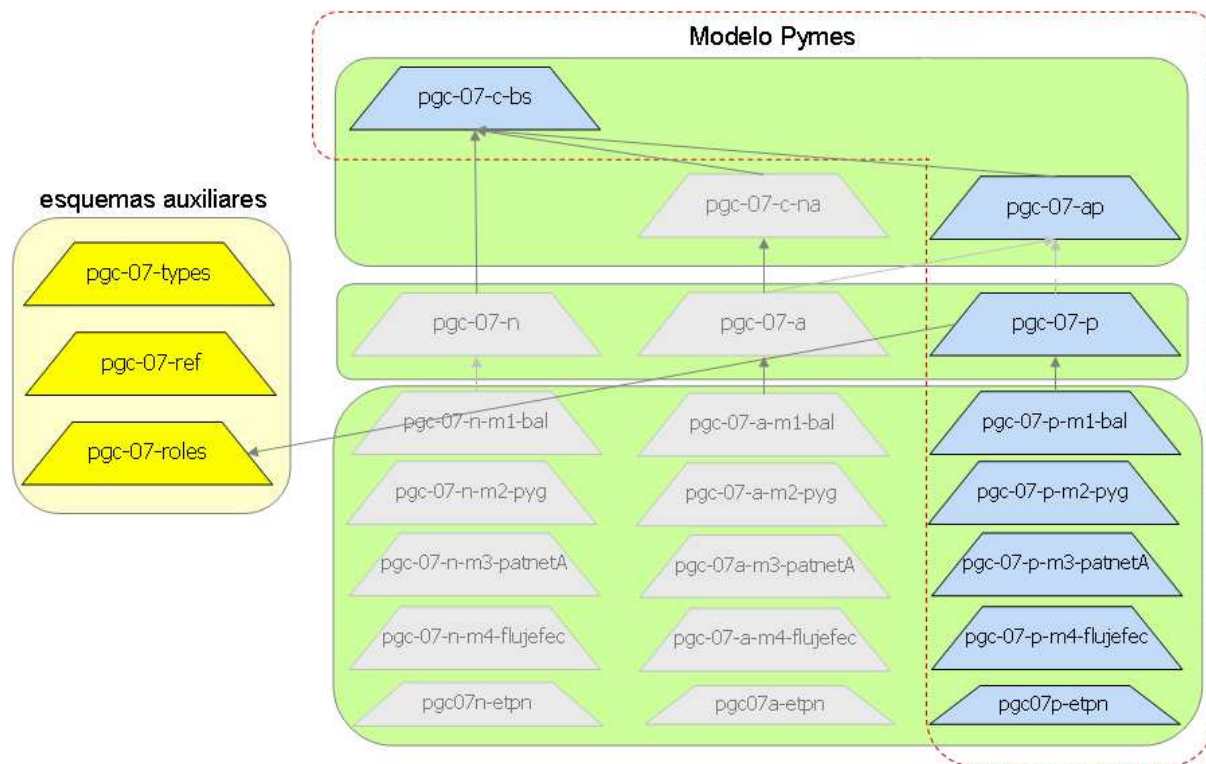 Modelo Pymes
pgc-07-c-bs
esquemas auxiliares
pgc-07-types
pgc-07-ref
pgc-07-roles
pgc-07-c-na
pgc-07-ap
pgc-07-n
pgc-07-a
pgc-07-p
pgc-07-n-m1-bal
pgc-07-a-m1-bal
pgc-07-p-m1-bal
pgc-07-n-m2-pyg
pgc-07-a-m2-pyg
pgc-07-p-m2-pyg
pgc-07-n-m3-patnetA
pgc-07a-m3-patnetA
pgc-07-p-m3-patnetA
pgc-07-n-m4-flujefec
pgc-07-a-m4-flujefec
pgc-07-p-m4-flujefec
pgc07n-etpn
pgc07a-etpn
pgc07p-etpn